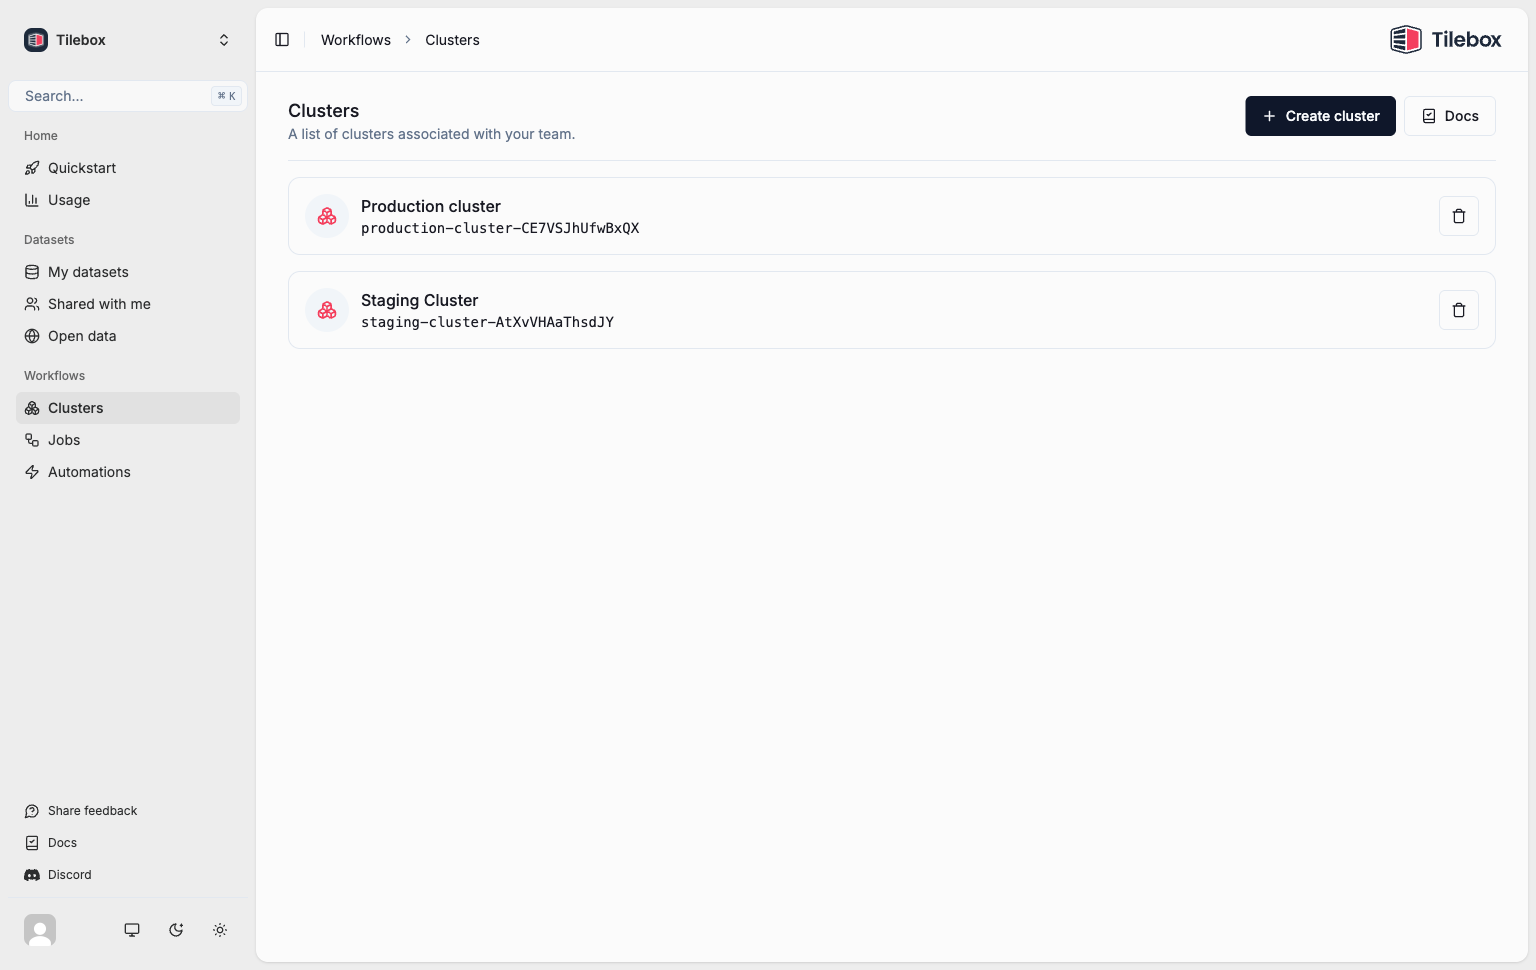 Tilebox
Search...
⌘ K
Home
Quickstart
Usage
Datasets
My datasets
Shared with me
Open data
Workflows
Clusters
Jobs
Automations
Share feedback
Docs
Discord
Workflows > Clusters
Tilebox
Clusters
A list of clusters associated with your team.
+ Create cluster
Docs
Production cluster
production-cluster-CE7VSJhUfwBxQX
Staging Cluster
staging-cluster-AtXvVHAaThsdJY